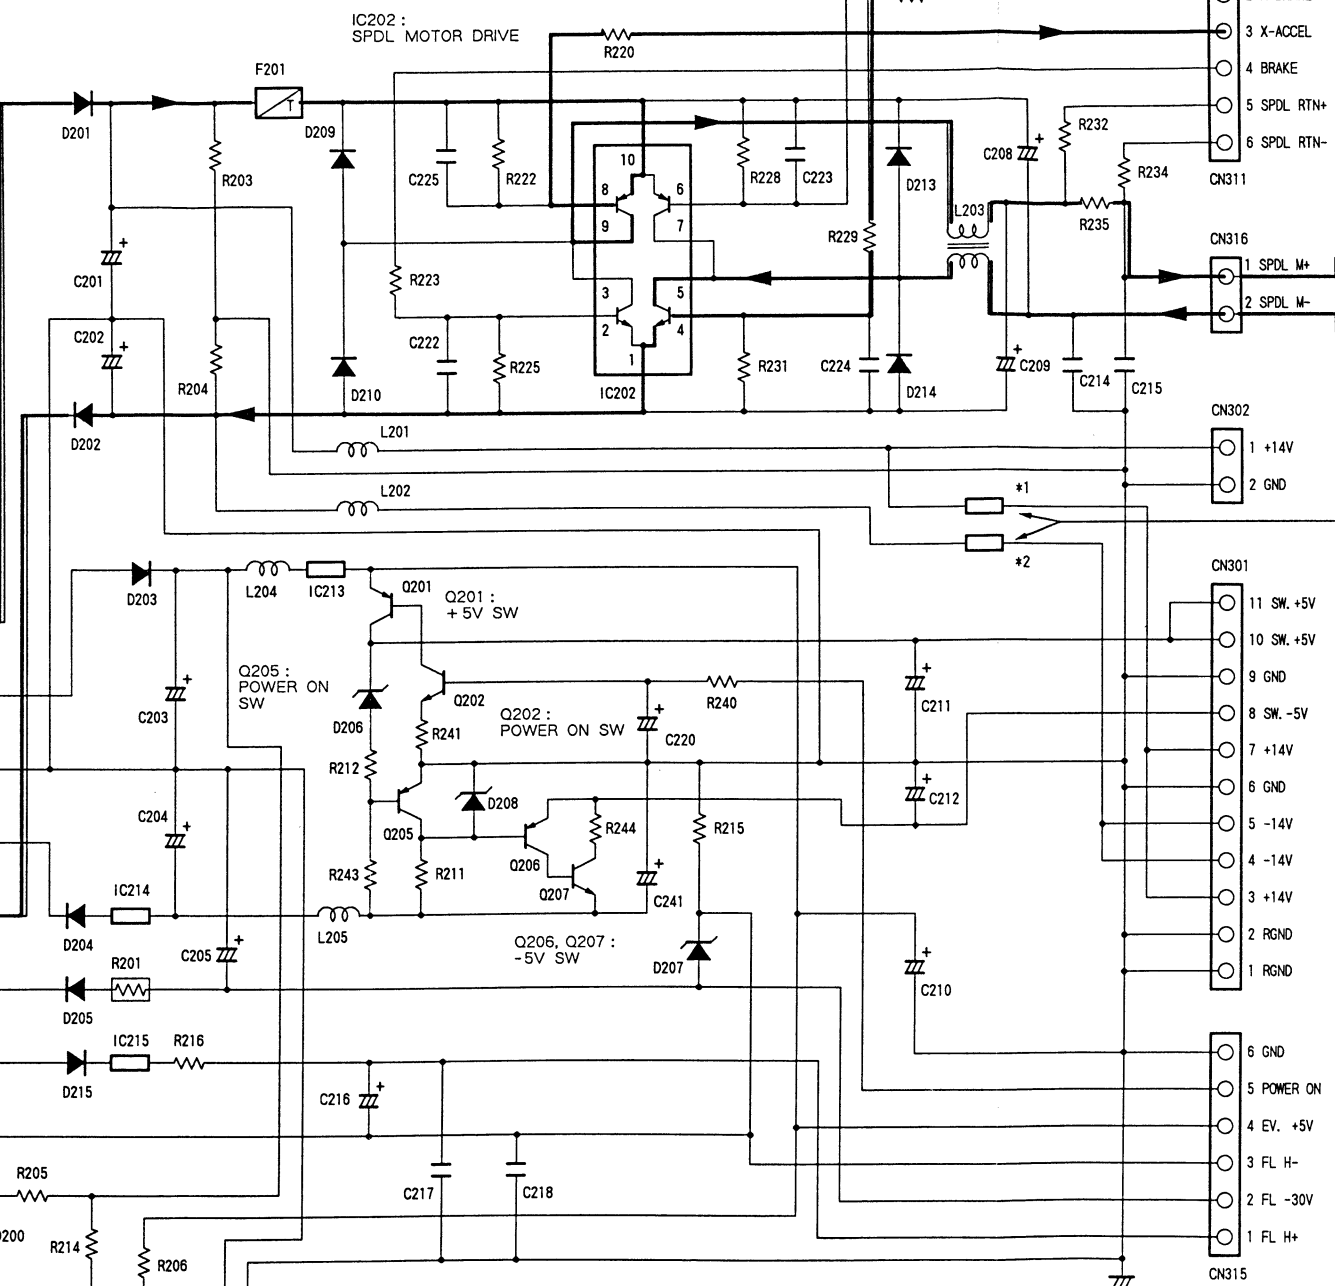 IC202 :
SPDL MOTOR DRIVE
R220
3 X-ACCEL
4 BRAKE
5 SPDL RTN+
6 SPDL RTN-
CN311
F201
T
D201
D209
R203
C225
R222
10
8
9
6
7
3
2
5
4
1
IC202
R228
C223
D213
C208
R232
R234
L203
R235
R229
CN316
1 SPDL M+
2 SPDL M-
C201
C202
R223
C222
R225
R204
D210
D202
R231
C224
D214
C209
C214
C215
L201
L202
CN302
1 +14V
2 GND
*1
*2
D203
L204
IC213
Q201
Q201 :
+5V SW
CN301
11 SW. +5V
10 SW. +5V
9 GND
8 SW. -5V
7 +14V
6 GND
5 -14V
4 -14V
3 +14V
2 RGND
1 RGND
Q205 :
POWER ON
SW
C203
D206
Q202
R241
Q202 :
POWER ON SW
R240
C220
C211
R212
D208
C212
C204
Q205
R244
R215
Q206
R243
R211
Q207
C241
IC214
D204
L205
C205
Q206, Q207 :
-5V SW
D207
C210
R201
D205
IC215
R216
D215
C216
6 GND
5 POWER ON
4 EV. +5V
3 FL H-
2 FL -30V
1 FL H+
CN315
R205
C217
C218
R214
R206